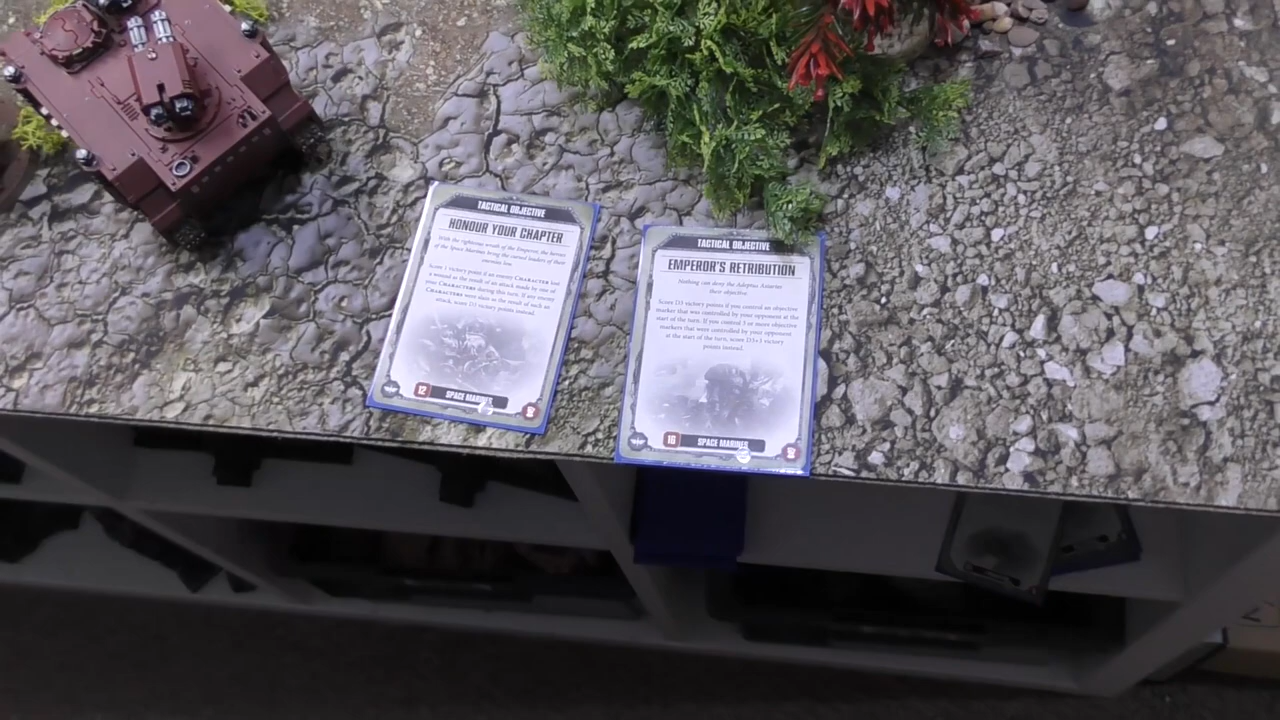 TACTICAL OBJECTIVE
HONOUR YOUR CHAPTER
With the righteous wrath of the Emperor, the heroes
of the Space Marines bring the cursed leaders of their
enemies low.
Score 1 victory point if an enemy CHARACTER lost
a wound as the result of an attack made by one of
your CHARACTERS during this turn. If any enemy
CHARACTERS were slain as the result of such an
attack, score D3 victory points instead.
12
SPACE MARINES
TACTICAL OBJECTIVE
EMPEROR'S RETRIBUTION
Nothing can deny the Adeptus Astartes
their objective.
Score D3 victory points if you control an objective
marker that was controlled by your opponent at the
start of the turn. If you control 3 or more objective
markers that were controlled by your opponent
at the start of the turn, score D3+3 victory
points instead.
16
SPACE MARINES